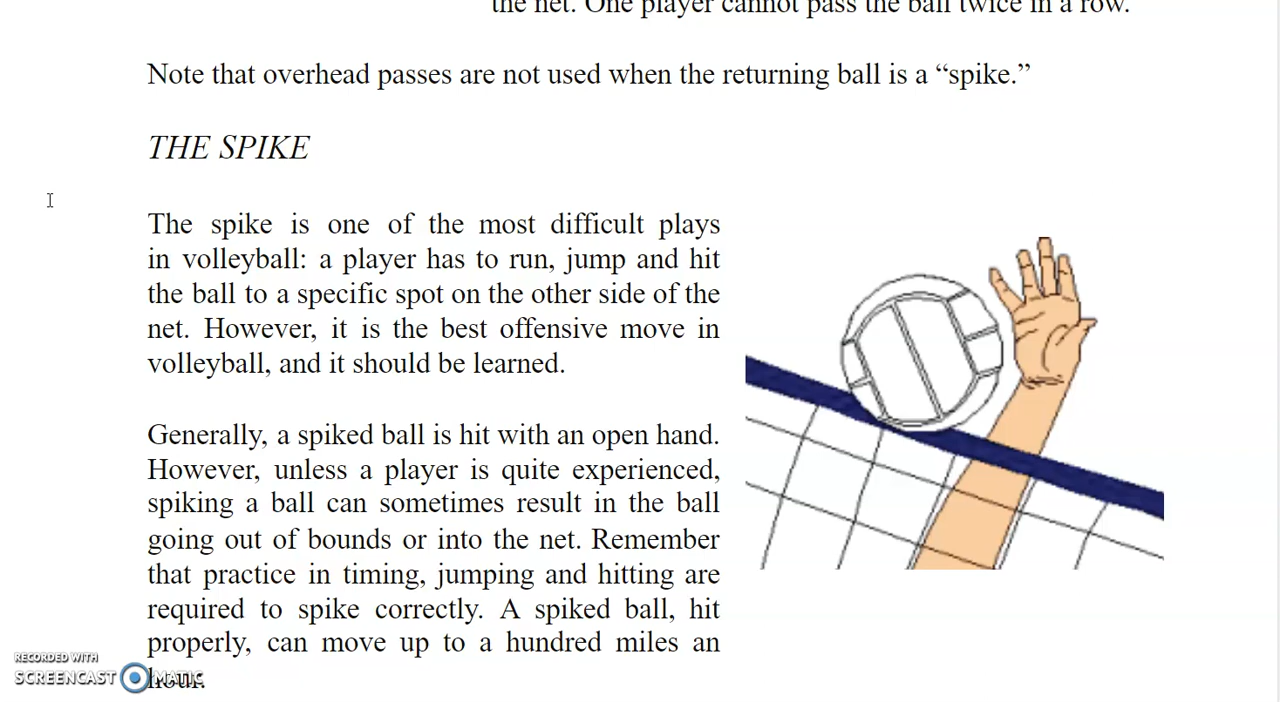 the net. One player cannot pass the ball twice in a row.
Note that overhead passes are not used when the returning ball is a “spike.”
THE SPIKE
The spike is one of the most difficult plays
in volleyball: a player has to run, jump and hit
the ball to a specific spot on the other side of the
net. However, it is the best offensive move in
volleyball, and it should be learned.
Generally, a spiked ball is hit with an open hand.
However, unless a player is quite experienced,
spiking a ball can sometimes result in the ball
going out of bounds or into the net. Remember
that practice in timing, jumping and hitting are
required to spike correctly. A spiked ball, hit
properly, can move up to a hundred miles an
hour.
RECORDED WITH
SCREENCAST MATIC